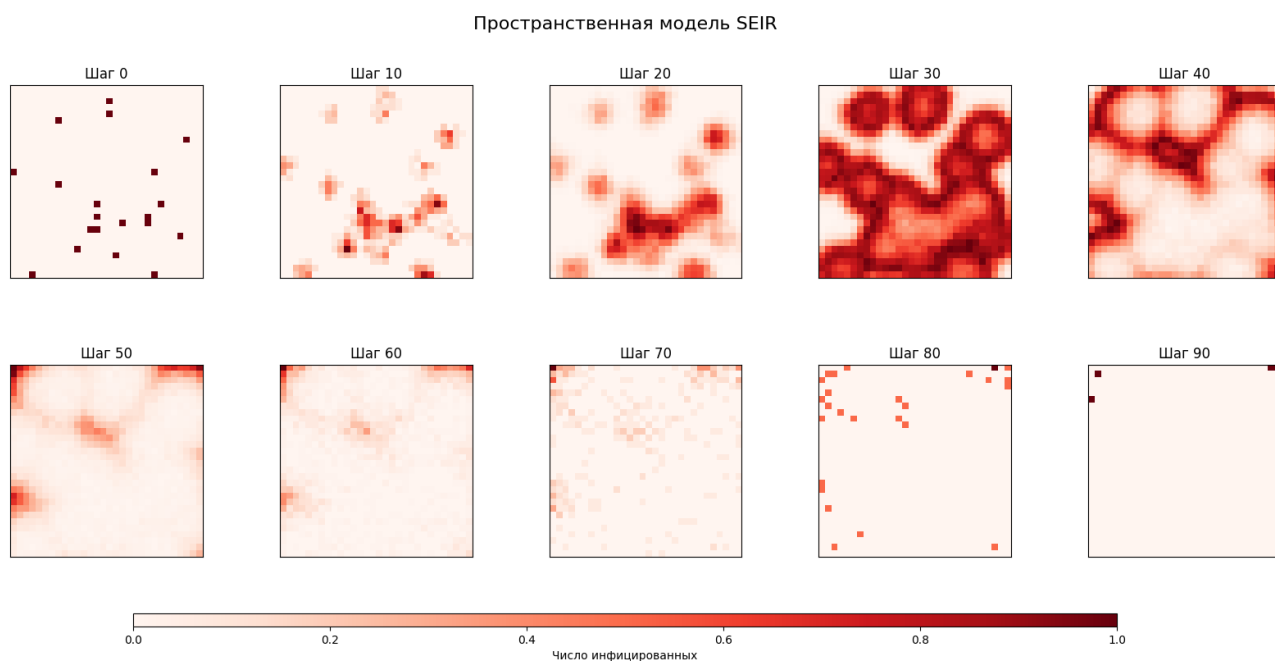 Пространственная модель SEIR
Шаг 0
Шаг 10
Шаг 20
Шаг 30
Шаг 40
Шаг 50
Шаг 60
Шаг 70
Шаг 80
Шаг 90
0.0 0.2 0.4 0.6 0.8 1.0
Число инфицированных